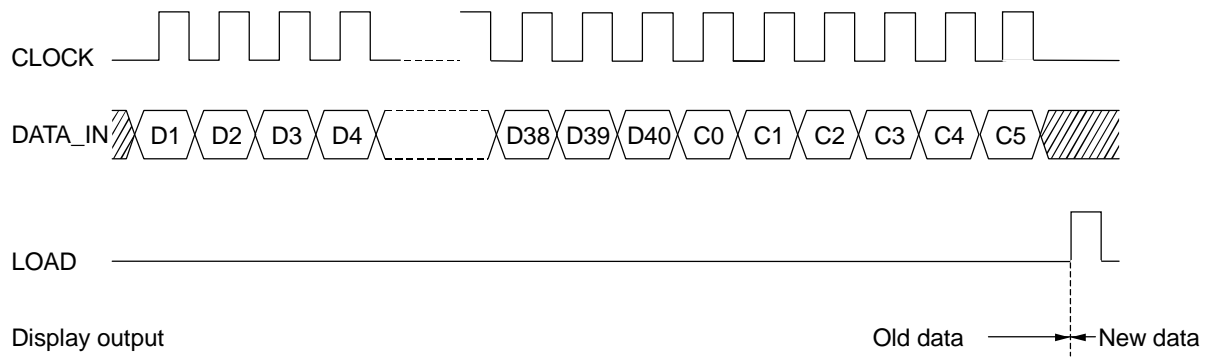 CLOCK
DATA_IN D1 D2 D3 D4 D38 D39 D40 C0 C1 C2 C3 C4 C5
LOAD
Display output Old data New data